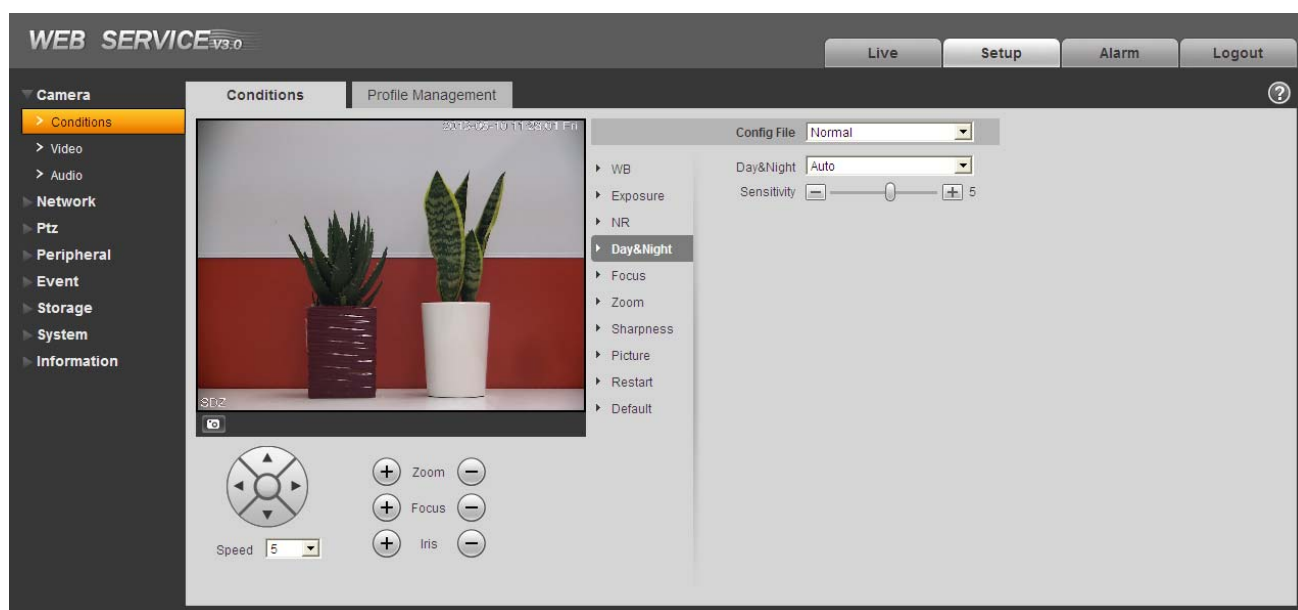 WEB SERVICE V3.0
Live
Setup
Alarm
Logout
Camera
Conditions
Video
Audio
Network
Ptz
Peripheral
Event
Storage
System
Information
Conditions
Profile Management
?
SDZ
WB
Exposure
NR
Day&Night
Focus
Zoom
Sharpness
Picture
Restart
Default
Config File Normal
Day&Night Auto
Sensitivity 5
Zoom
Focus
Iris
Speed 5